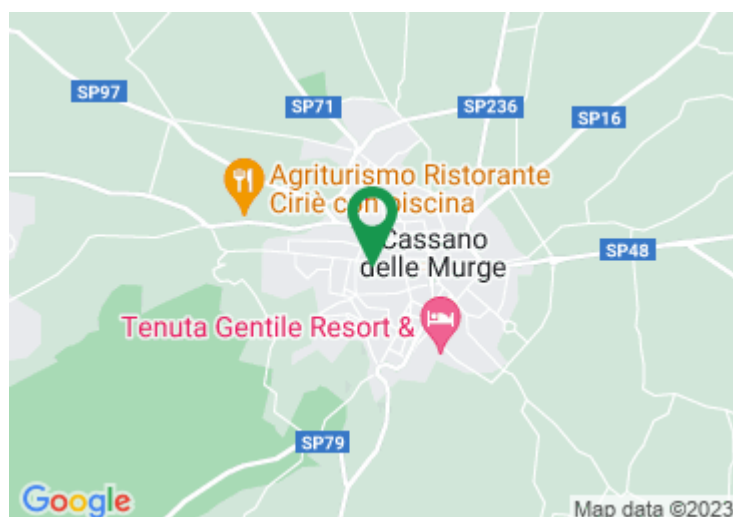 SP97
SP71
SP236
SP16
Agriturismo Ristorante
Ciriè con piscina
Cassano
delle Murge
SP48
Tenuta Gentile Resort &
SP79
Google
Map data ©2023